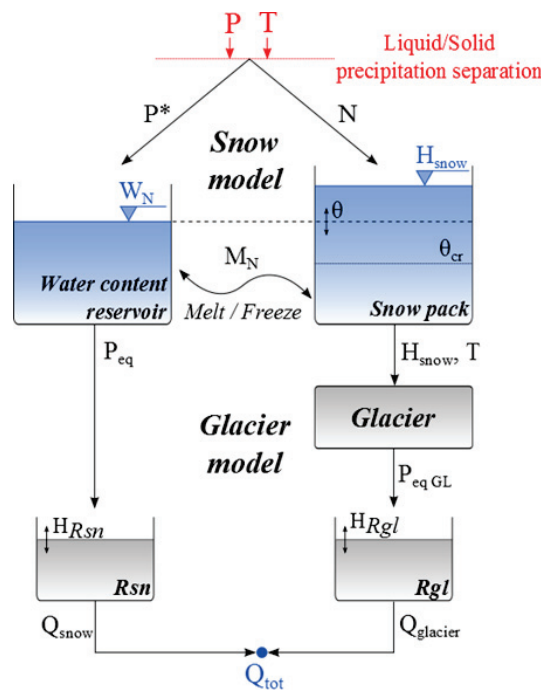 P T
Liquid/Solid
precipitation separation
P* N
Snow
model
W_N
H_snow
θ
θ_cr
M_N
Melt / Freeze
Water content
reservoir
Snow pack
P_eq
H_snow, T
Glacier
Glacier
model
P_eq GL
H_Rsn
H_Rgl
Rsn
Rgl
Q_snow
Q_glacier
Q_tot